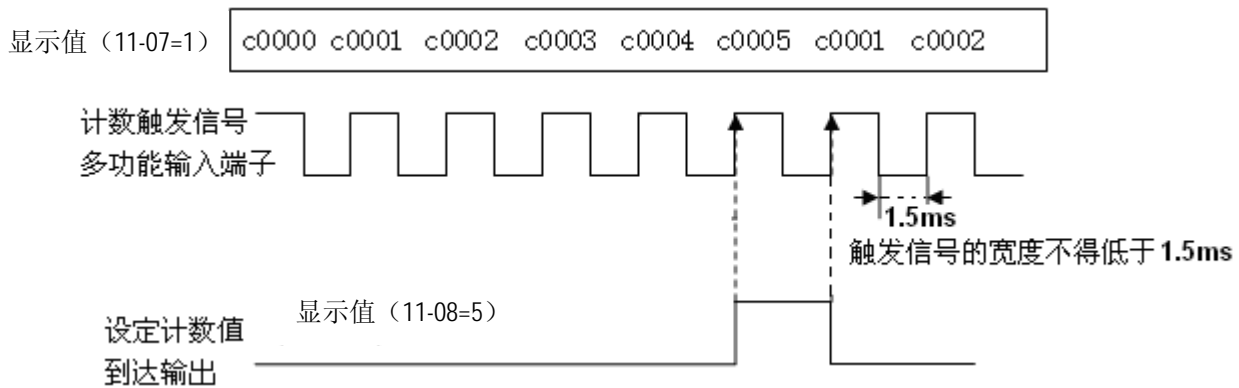 显示值（11-07=1） c0000 c0001 c0002 c0003 c0004 c0005 c0001 c0002
计数触发信号
多功能输入端子
1.5ms
触发信号的宽度不得低于1.5ms
显示值（11-08=5）
设定计数值
到达输出